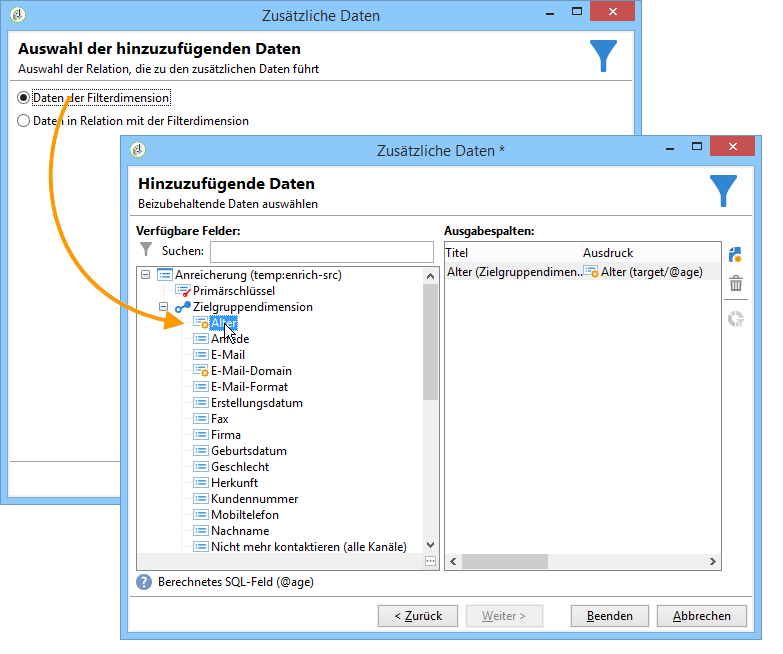 Zusätzliche Daten
Auswahl der hinzuzufügenden Daten
Auswahl der Relation, die zu den zusätzlichen Daten führt
Daten der Filterdimension
Daten in Relation mit der Filterdimension
Zusätzliche Daten *
Hinzuzufügende Daten
Beizubehaltende Daten auswählen
Verfügbare Felder:
Suchen:
Anreicherung (temp:enrich-src)
Primärschlüssel
Zielgruppendimension
Alter
Anrede
E-Mail
E-Mail-Domain
E-Mail-Format
Erstellungsdatum
Fax
Firma
Geburtsdatum
Geschlecht
Herkunft
Kundennummer
Mobiltelefon
Nachname
Nicht mehr kontaktieren (alle Kanäle)
Ausgabespalten:
Titel Ausdruck
Alter (Zielgruppendimen... Alter (target/@age)
Berechnetes SQL-Feld (@age)
< Zurück Weiter > Beenden Abbrechen